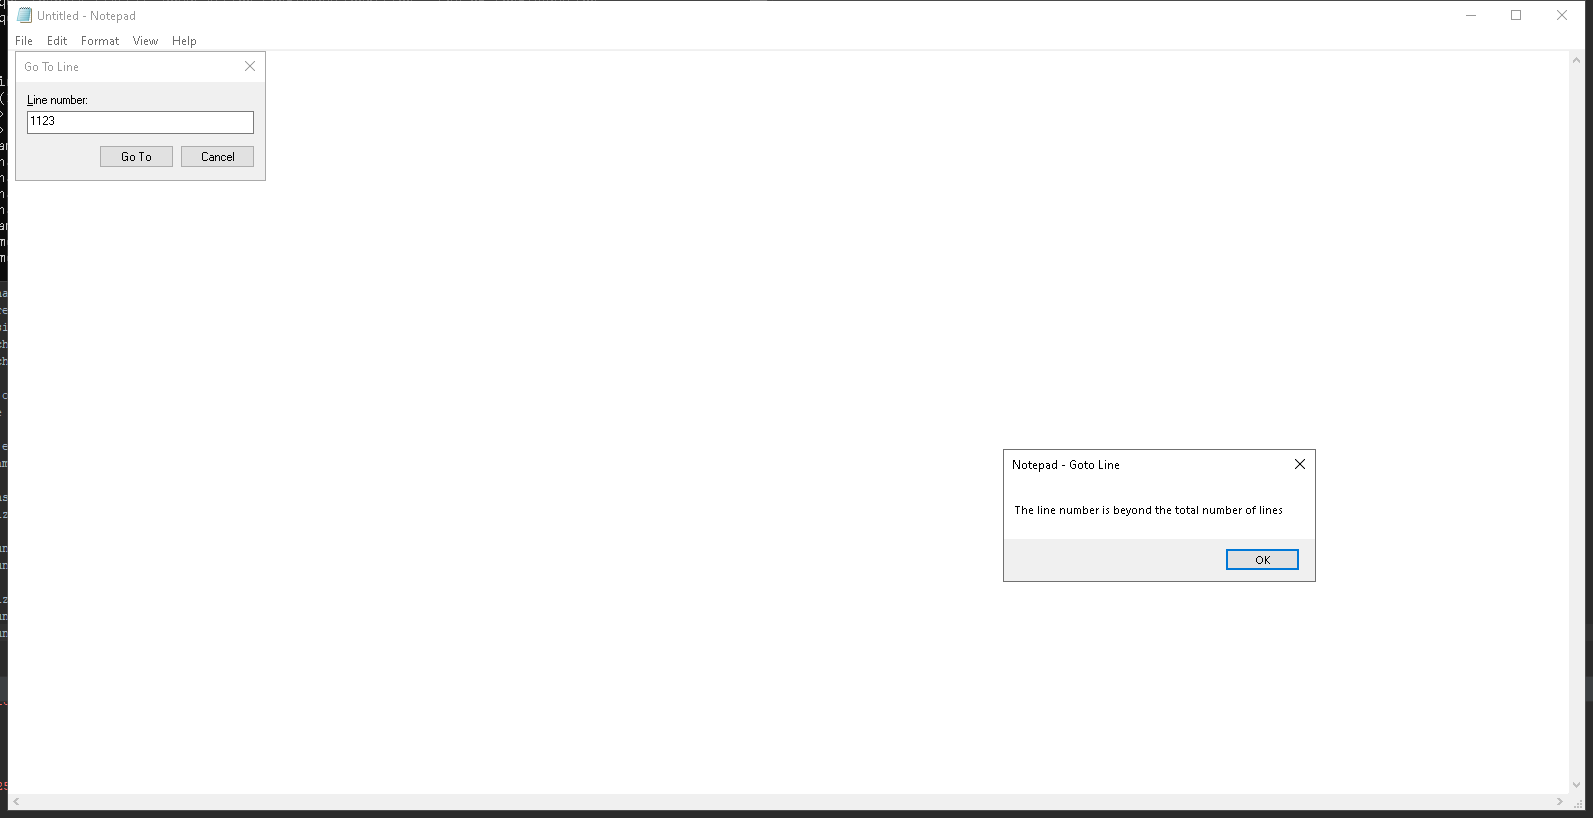 Untitled - Notepad
File Edit Format View Help
Go To Line
Line number:
1123
Go To Cancel
Notepad - Goto Line
The line number is beyond the total number of lines
OK